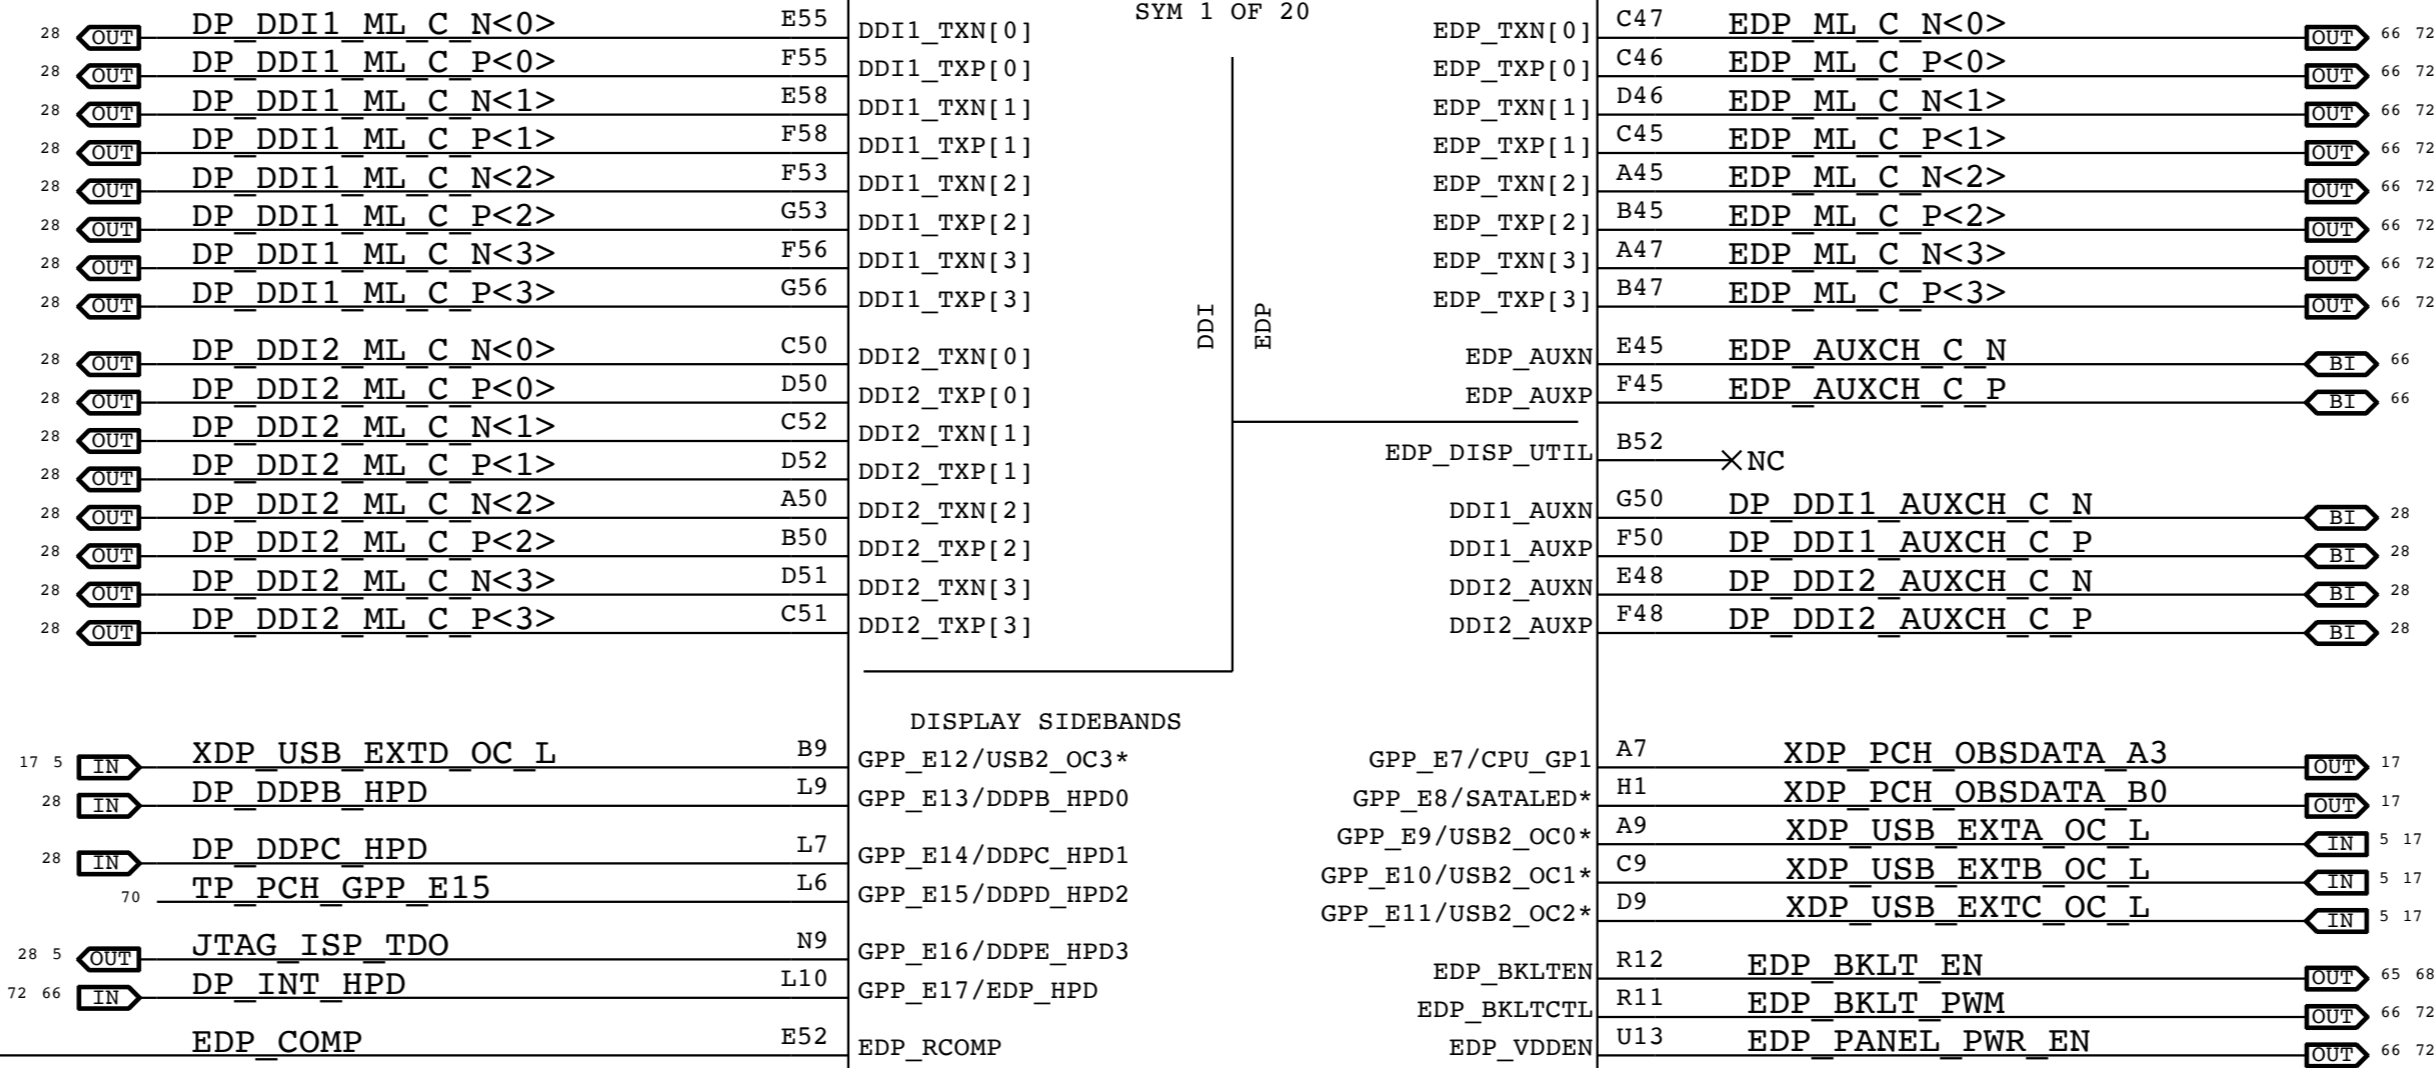 SYM 1 OF 20
28 OUT DP_DDI1_ML_C_N<0> E55 DDI1_TXN[0] EDP_TXN[0] C47 EDP_ML_C_N<0> OUT 66 72
28 OUT DP_DDI1_ML_C_P<0> F55 DDI1_TXP[0] EDP_TXP[0] C46 EDP_ML_C_P<0> OUT 66 72
28 OUT DP_DDI1_ML_C_N<1> E58 DDI1_TXN[1] EDP_TXN[1] D46 EDP_ML_C_N<1> OUT 66 72
28 OUT DP_DDI1_ML_C_P<1> F58 DDI1_TXP[1] EDP_TXP[1] C45 EDP_ML_C_P<1> OUT 66 72
28 OUT DP_DDI1_ML_C_N<2> F53 DDI1_TXN[2] EDP_TXN[2] A45 EDP_ML_C_N<2> OUT 66 72
28 OUT DP_DDI1_ML_C_P<2> G53 DDI1_TXP[2] EDP_TXP[2] B45 EDP_ML_C_P<2> OUT 66 72
28 OUT DP_DDI1_ML_C_N<3> F56 DDI1_TXN[3] EDP_TXN[3] A47 EDP_ML_C_N<3> OUT 66 72
28 OUT DP_DDI1_ML_C_P<3> G56 DDI1_TXP[3] EDP_TXP[3] B47 EDP_ML_C_P<3> OUT 66 72
DDI EDP
28 OUT DP_DDI2_ML_C_N<0> C50 DDI2_TXN[0] EDP_AUXN E45 EDP_AUXCH_C_N BI 66
28 OUT DP_DDI2_ML_C_P<0> D50 DDI2_TXP[0] EDP_AUXP F45 EDP_AUXCH_C_P BI 66
28 OUT DP_DDI2_ML_C_N<1> C52 DDI2_TXN[1] EDP_DISP_UTIL B52 NC
28 OUT DP_DDI2_ML_C_P<1> D52 DDI2_TXP[1]
28 OUT DP_DDI2_ML_C_N<2> A50 DDI2_TXN[2] DDI1_AUXN G50 DP_DDI1_AUXCH_C_N BI 28
28 OUT DP_DDI2_ML_C_P<2> B50 DDI2_TXP[2] DDI1_AUXP F50 DP_DDI1_AUXCH_C_P BI 28
28 OUT DP_DDI2_ML_C_N<3> D51 DDI2_TXN[3] DDI2_AUXN E48 DP_DDI2_AUXCH_C_N BI 28
28 OUT DP_DDI2_ML_C_P<3> C51 DDI2_TXP[3] DDI2_AUXP F48 DP_DDI2_AUXCH_C_P BI 28
DISPLAY SIDEBANDS
17 5 IN XDP_USB_EXTD_OC_L B9 GPP_E12/USB2_OC3* GPP_E7/CPU_GP1 A7 XDP_PCH_OBSDATA_A3 OUT 17
28 IN DP_DDPB_HPD L9 GPP_E13/DDPB_HPD0 GPP_E8/SATALED* H1 XDP_PCH_OBSDATA_B0 OUT 17
GPP_E9/USB2_OC0* A9 XDP_USB_EXTA_OC_L IN 5 17
28 IN DP_DDPC_HPD L7 GPP_E14/DDPC_HPD1 GPP_E10/USB2_OC1* C9 XDP_USB_EXTB_OC_L IN 5 17
70 TP_PCH_GPP_E15 L6 GPP_E15/DDPD_HPD2 GPP_E11/USB2_OC2* D9 XDP_USB_EXTC_OC_L IN 5 17
28 5 OUT JTAG_ISP_TDO N9 GPP_E16/DDPE_HPD3 EDP_BKLTEN R12 EDP_BKLT_EN OUT 65 68
72 66 IN DP_INT_HPD L10 GPP_E17/EDP_HPD EDP_BKLTCTL R11 EDP_BKLT_PWM OUT 66 72
EDP_COMP E52 EDP_RCOMP EDP_VDDEN U13 EDP_PANEL_PWR_EN OUT 66 72